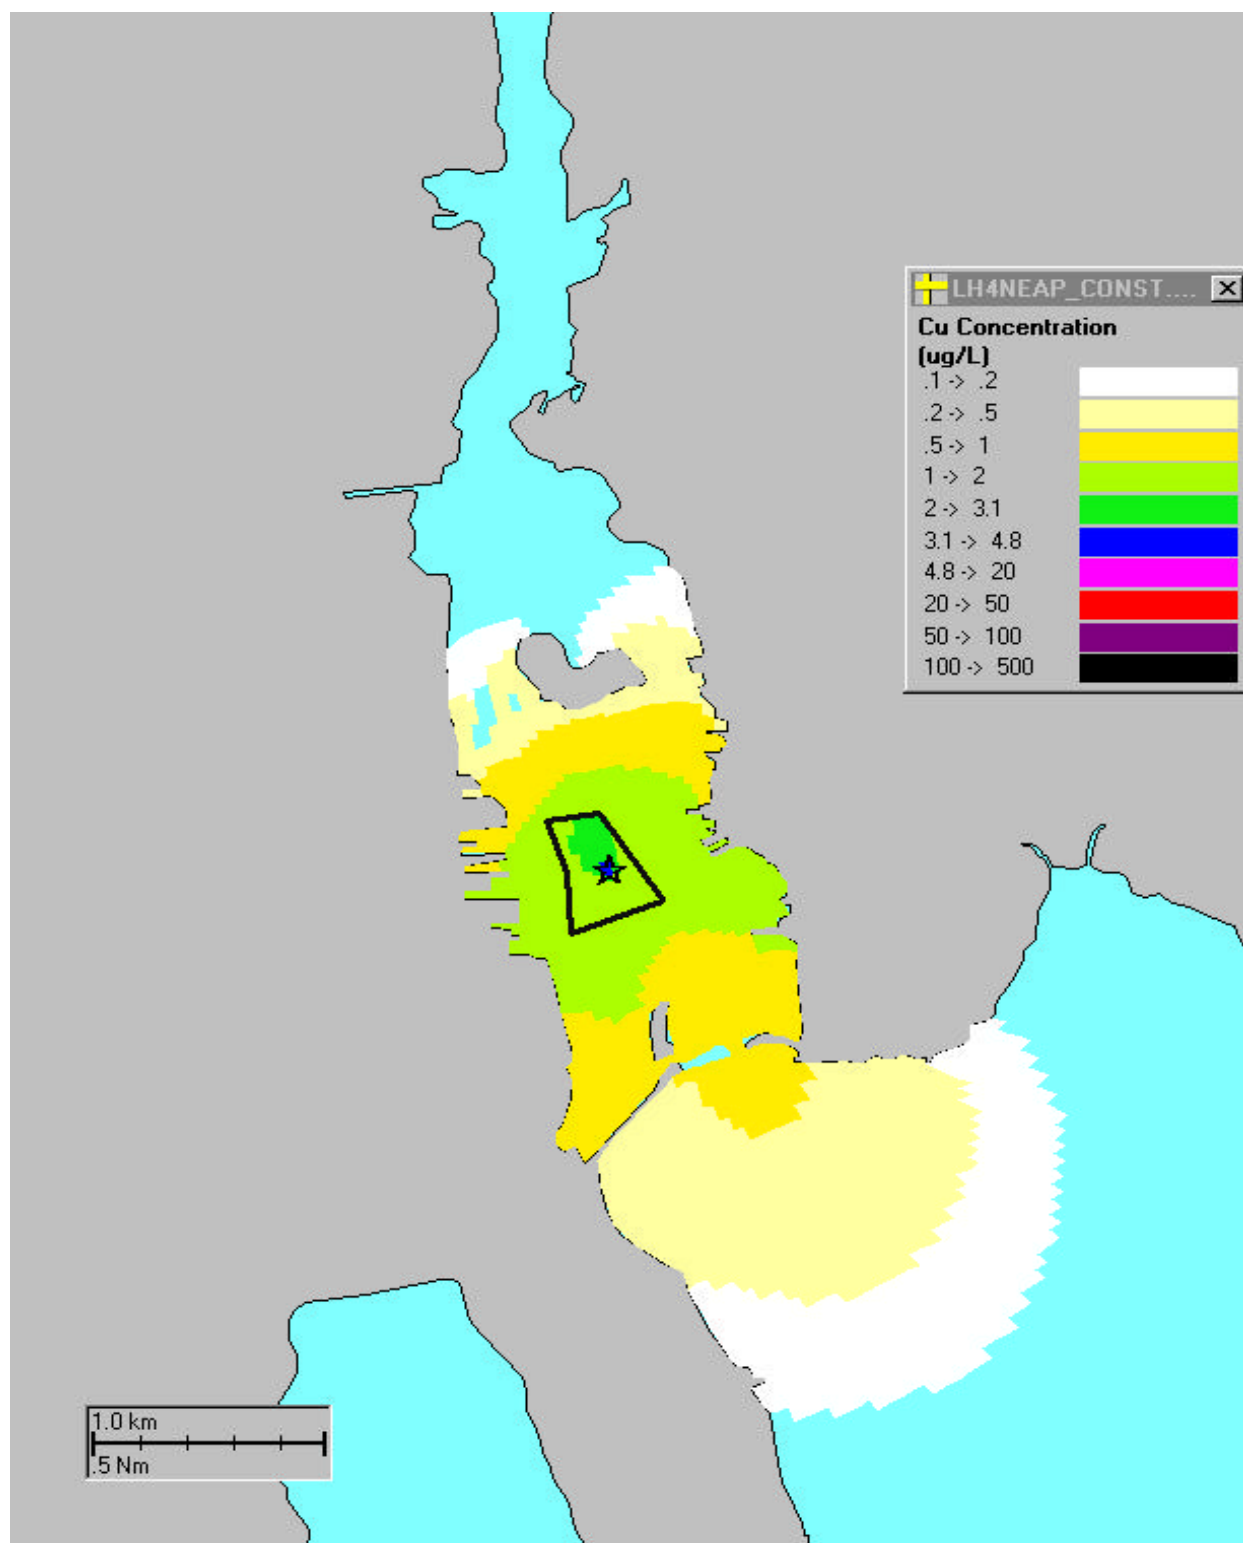 LH4NEAP_CONST....
Cu Concentration
(ug/L)
.1 -> .2
.2 -> .5
.5 -> 1
1 -> 2
2 -> 3.1
3.1 -> 4.8
4.8 -> 20
20 -> 50
50 -> 100
100 -> 500
1.0 km
.5 Nm